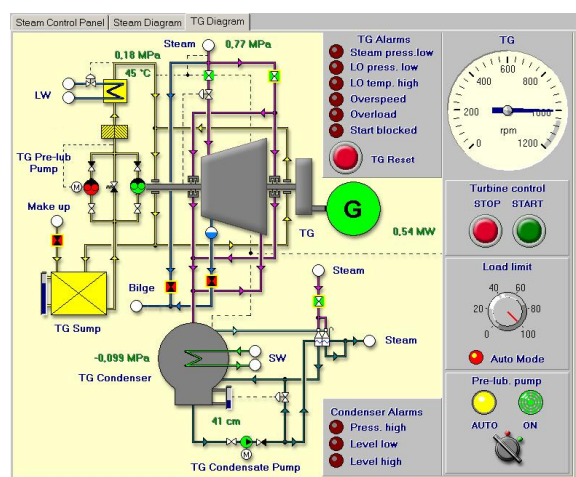 Steam Control Panel
Steam Diagram
TG Diagram
Steam
0,77 MPa
0,18 MPa
45 °C
LW
TG Pre-lub
Pump
M
Make up
TG Sump
Bilge
TG
G
0,54 MW
Steam
Steam
-0,099 MPa
SW
TG Condenser
41 cm
M
TG Condensate Pump
TG Alarms
Steam press.low
LO press. low
LO temp. high
Overspeed
Overload
Start blocked
TG Reset
Condenser Alarms
Press. high
Level low
Level high
TG
0
200
400
600
800
1000
1200
rpm
Turbine control
STOP
START
Load limit
0
20
40
60
80
100
Auto Mode
Pre-lub. pump
AUTO
ON